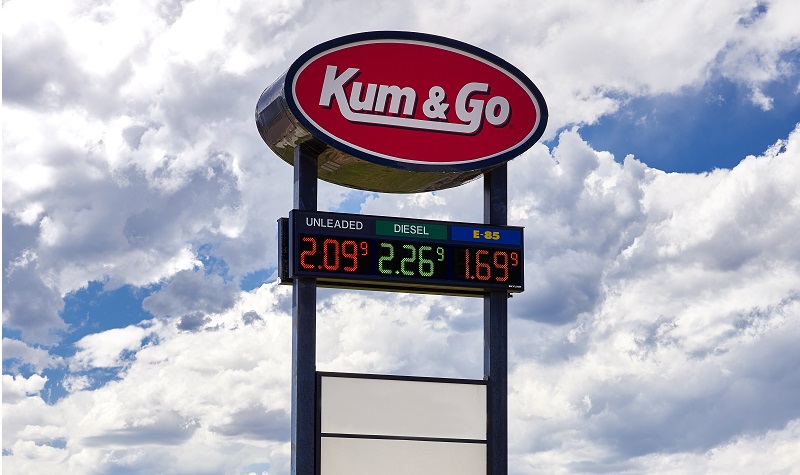 Kum & Go
UNLEADED DIESEL E-85
2.099 2.269 1.699